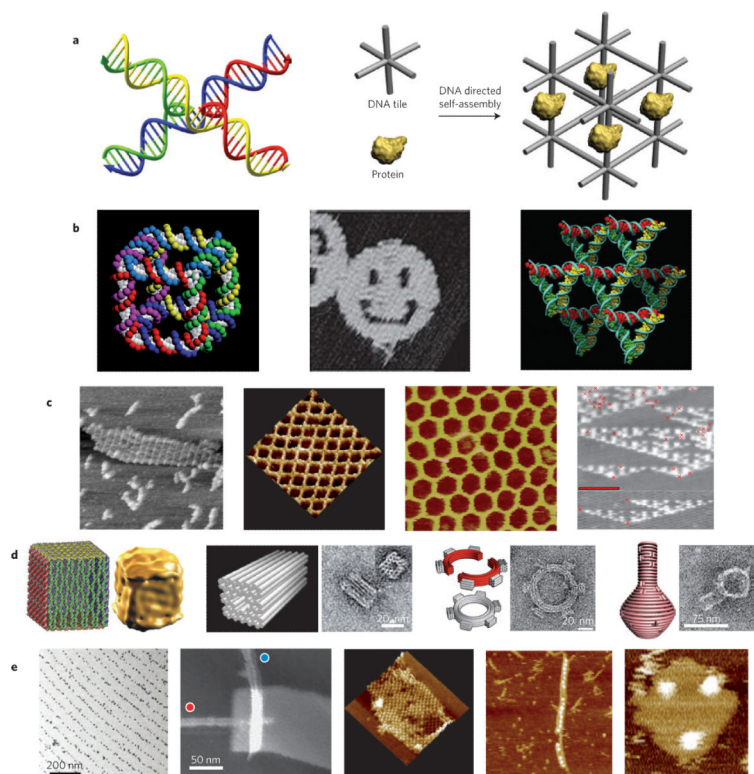 a
DNA tile
DNA directed
self-assembly
Protein
b
c
d
20 nm
20 nm
75 nm
e
200 nm
50 nm